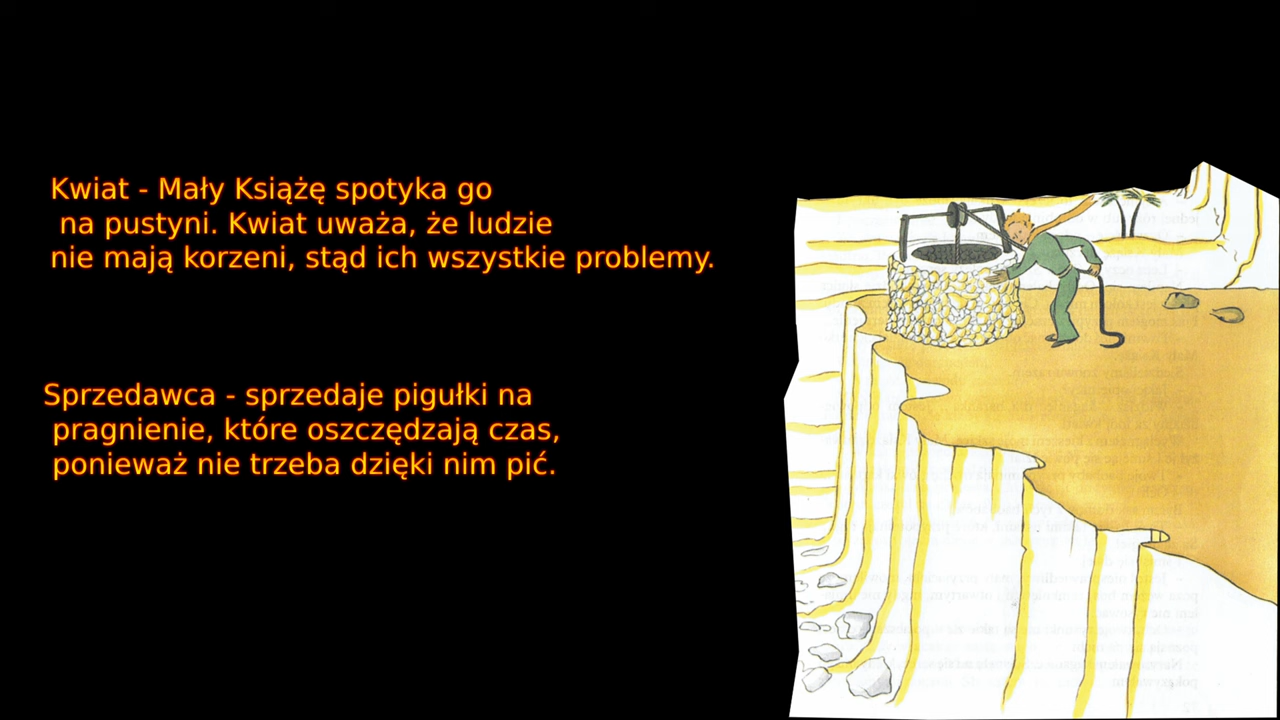 Kwiat - Mały Książę spotyka go
na pustyni. Kwiat uważa, że ludzie
nie mają korzeni, stąd ich wszystkie problemy.
Sprzedawca - sprzedaje pigułki na
pragnienie, które oszczędzają czas,
ponieważ nie trzeba dzięki nim pić.